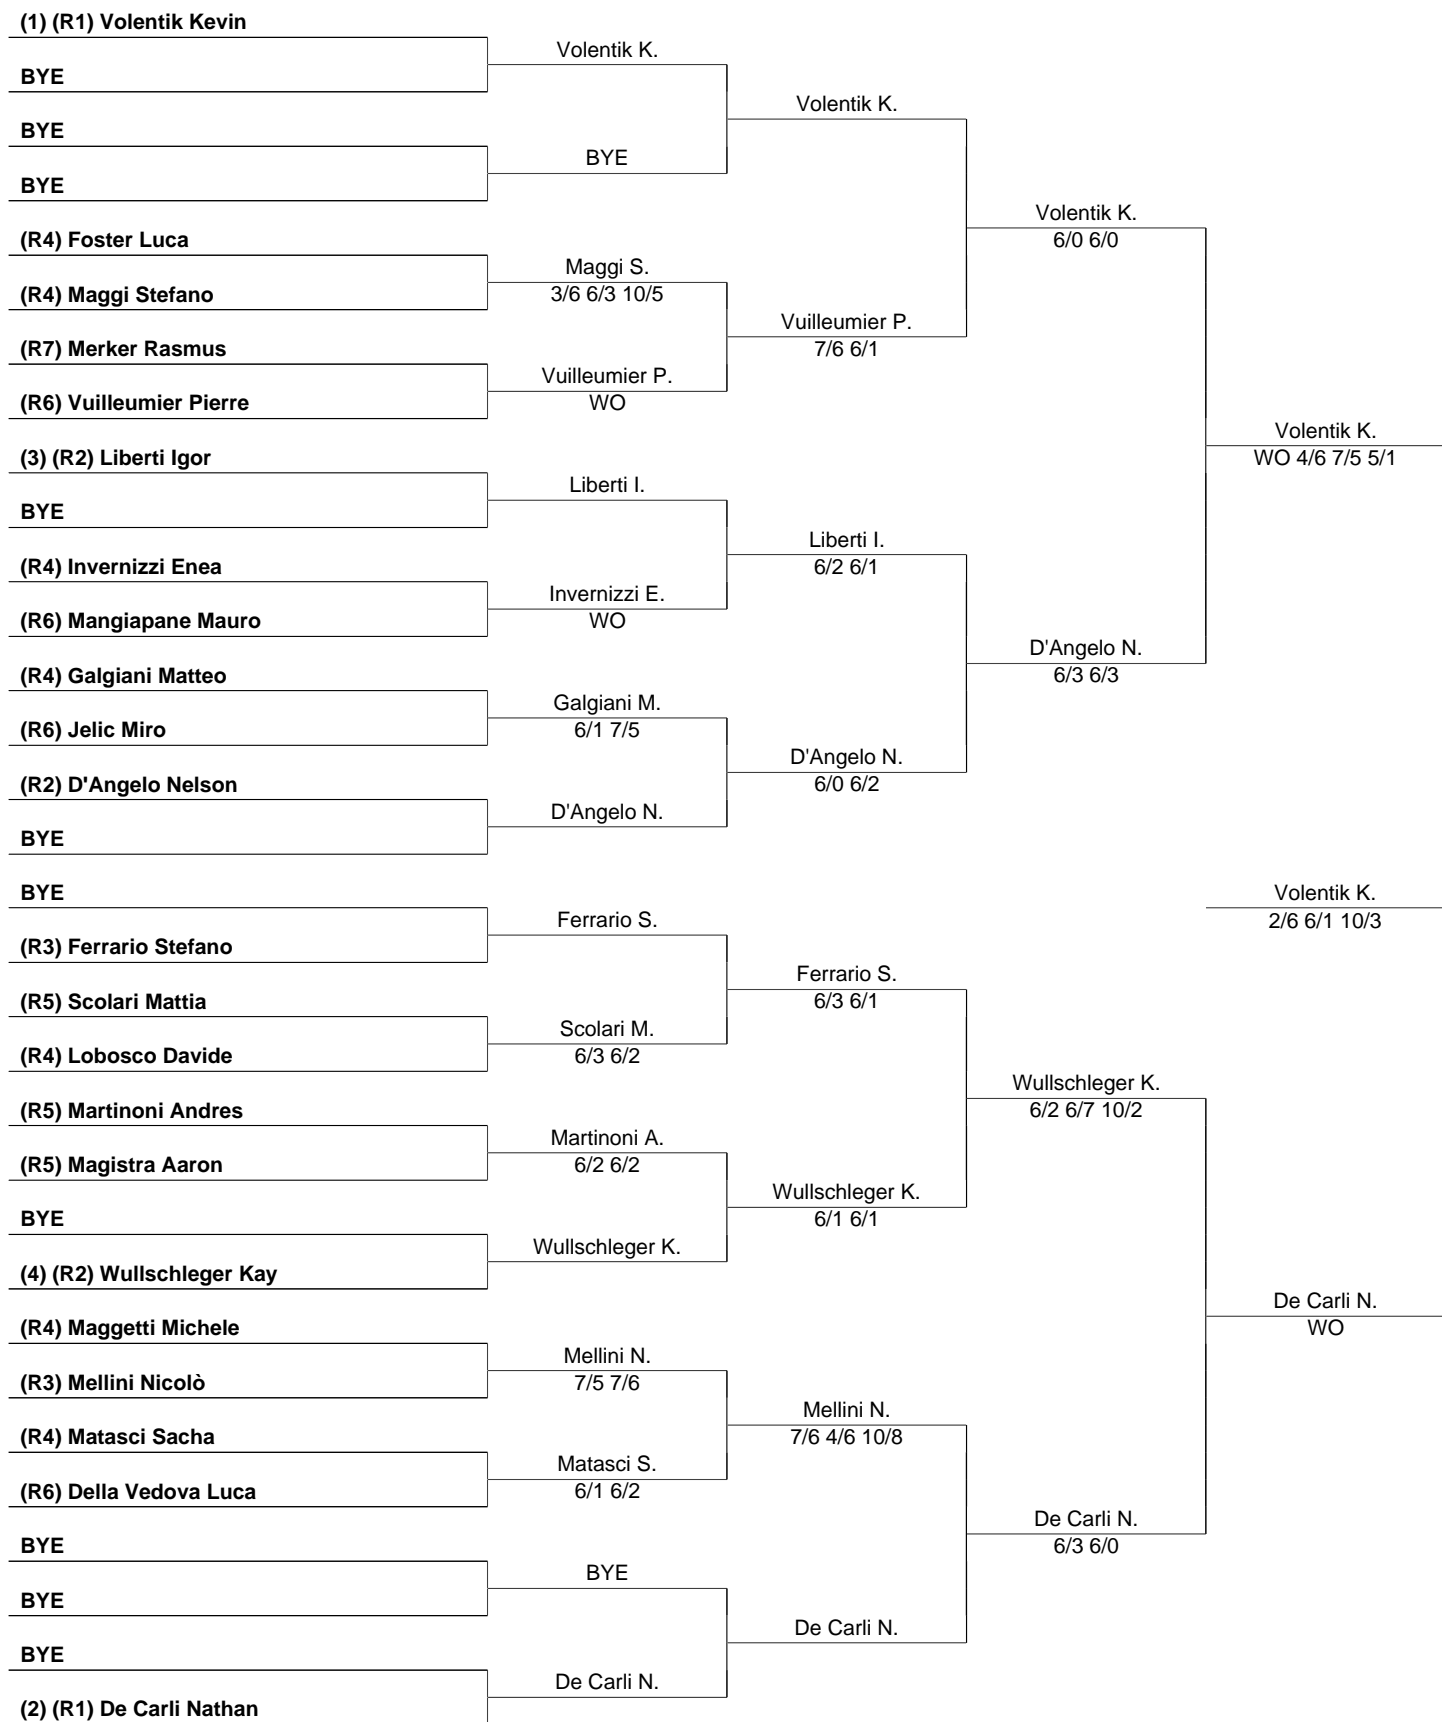 (1) (R1) Volentik Kevin
Volentik K.
BYE
Volentik K.
BYE
BYE
BYE
Volentik K.
6/0 6/0
(R4) Foster Luca
Maggi S.
3/6 6/3 10/5
(R4) Maggi Stefano
Vuilleumier P.
7/6 6/1
(R7) Merker Rasmus
Vuilleumier P.
WO
(R6) Vuilleumier Pierre
Volentik K.
WO 4/6 7/5 5/1
(3) (R2) Liberti Igor
Liberti I.
BYE
Liberti I.
6/2 6/1
(R4) Invernizzi Enea
Invernizzi E.
WO
(R6) Mangiapane Mauro
D'Angelo N.
6/3 6/3
(R4) Galgiani Matteo
Galgiani M.
6/1 7/5
(R6) Jelic Miro
D'Angelo N.
6/0 6/2
(R2) D'Angelo Nelson
D'Angelo N.
BYE
BYE
Volentik K.
2/6 6/1 10/3
Ferrario S.
(R3) Ferrario Stefano
Ferrario S.
6/3 6/1
(R5) Scolari Mattia
Scolari M.
6/3 6/2
(R4) Lobosco Davide
Wullschleger K.
6/2 6/7 10/2
(R5) Martinoni Andres
Martinoni A.
6/2 6/2
(R5) Magistra Aaron
Wullschleger K.
6/1 6/1
BYE
Wullschleger K.
(4) (R2) Wullschleger Kay
De Carli N.
WO
(R4) Maggetti Michele
Mellini N.
7/5 7/6
(R3) Mellini Nicolò
Mellini N.
7/6 4/6 10/8
(R4) Matasci Sacha
Matasci S.
6/1 6/2
(R6) Della Vedova Luca
De Carli N.
6/3 6/0
BYE
BYE
BYE
De Carli N.
BYE
De Carli N.
(2) (R1) De Carli Nathan